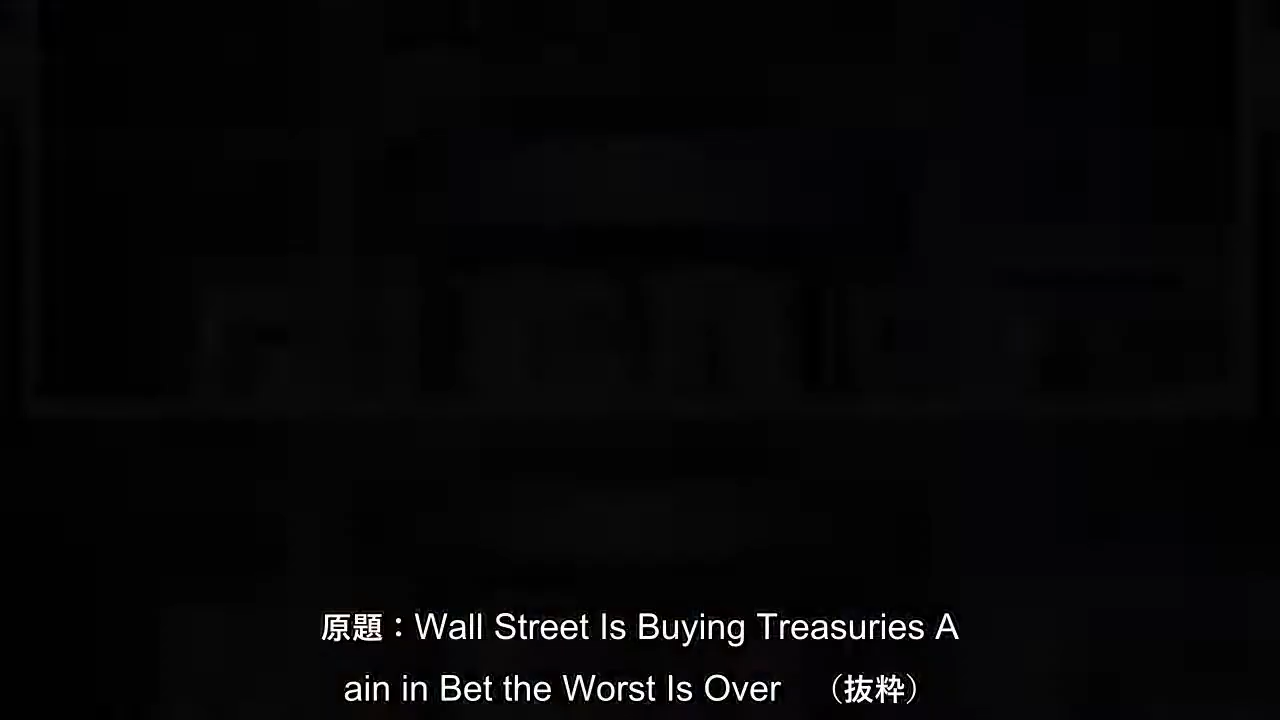 原題：Wall Street Is Buying Treasuries A
ain in Bet the Worst Is Over　（抜粋）